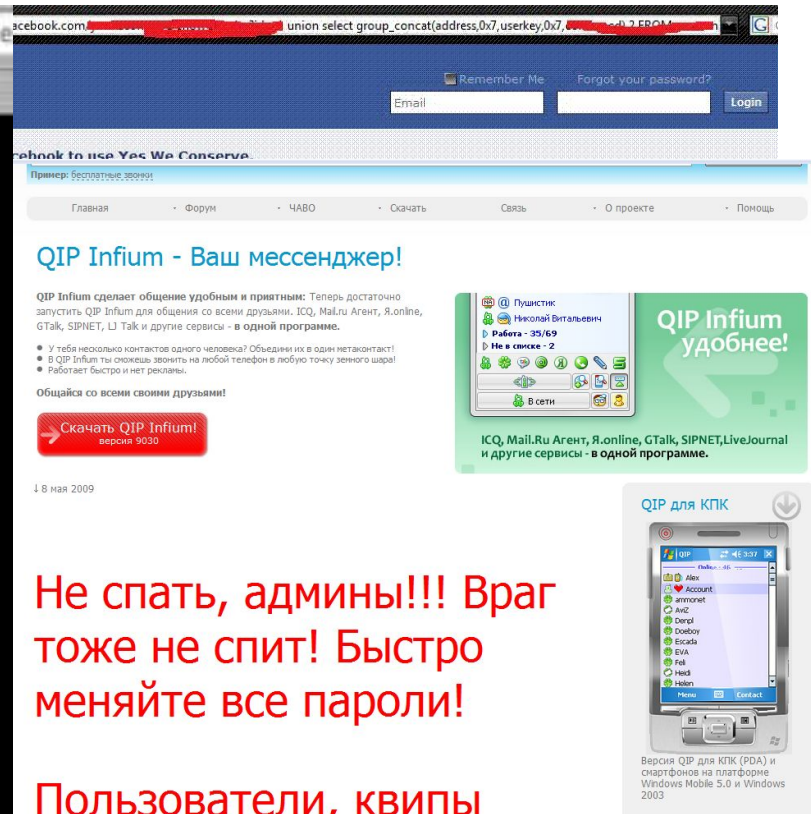 acebook.com/
union select group_concat(address,0x7,userkey,0x7,
2 FROM
G
Remember Me Forgot your password?
Email
Login
cebook to use Yes We Conserve.
Пример: бесплатные звонки
Главная · Форум · ЧАВО · Скачать Связь · О проекте · Помощь
QIP Infium - Ваш мессенджер!
QIP Infium сделает общение удобным и приятным: Теперь достаточно
запустить QIP Infium для общения со всеми друзьями. ICQ, Mail.ru Агент, Я.online,
GTalk, SIPNET, LJ Talk и другие сервисы - в одной программе.
● У тебя несколько контактов одного человека? Объедини их в один метаконтакт!
● В QIP Infium ты сможешь звонить на любой телефон в любую точку земного шара!
● Работает быстро и нет рекламы.
Общайся со всеми своими друзьями!
Скачать QIP Infium!
версия 9030
Пушистик
Николай Витальевич
Работа - 35/69
Не в списке - 2
В сети
QIP Infium
удобнее!
ICQ, Mail.Ru Агент, Я.online, GTalk, SIPNET,LiveJournal
и другие сервисы - в одной программе.
↓ 8 мая 2009
Не спать, админы!!! Враг
тоже не спит! Быстро
меняйте все пароли!
Пользователи, квипы
QIP для КПК
QIP 3:37
Alex
Account
ammonet
AviZ
Denpl
Doeboy
Escada
EVA
Feli
Heidi
Helen
Menu Contact
Версия QIP для КПК (PDA) и
смартфонов на платформе
Windows Mobile 5.0 и Windows
2003